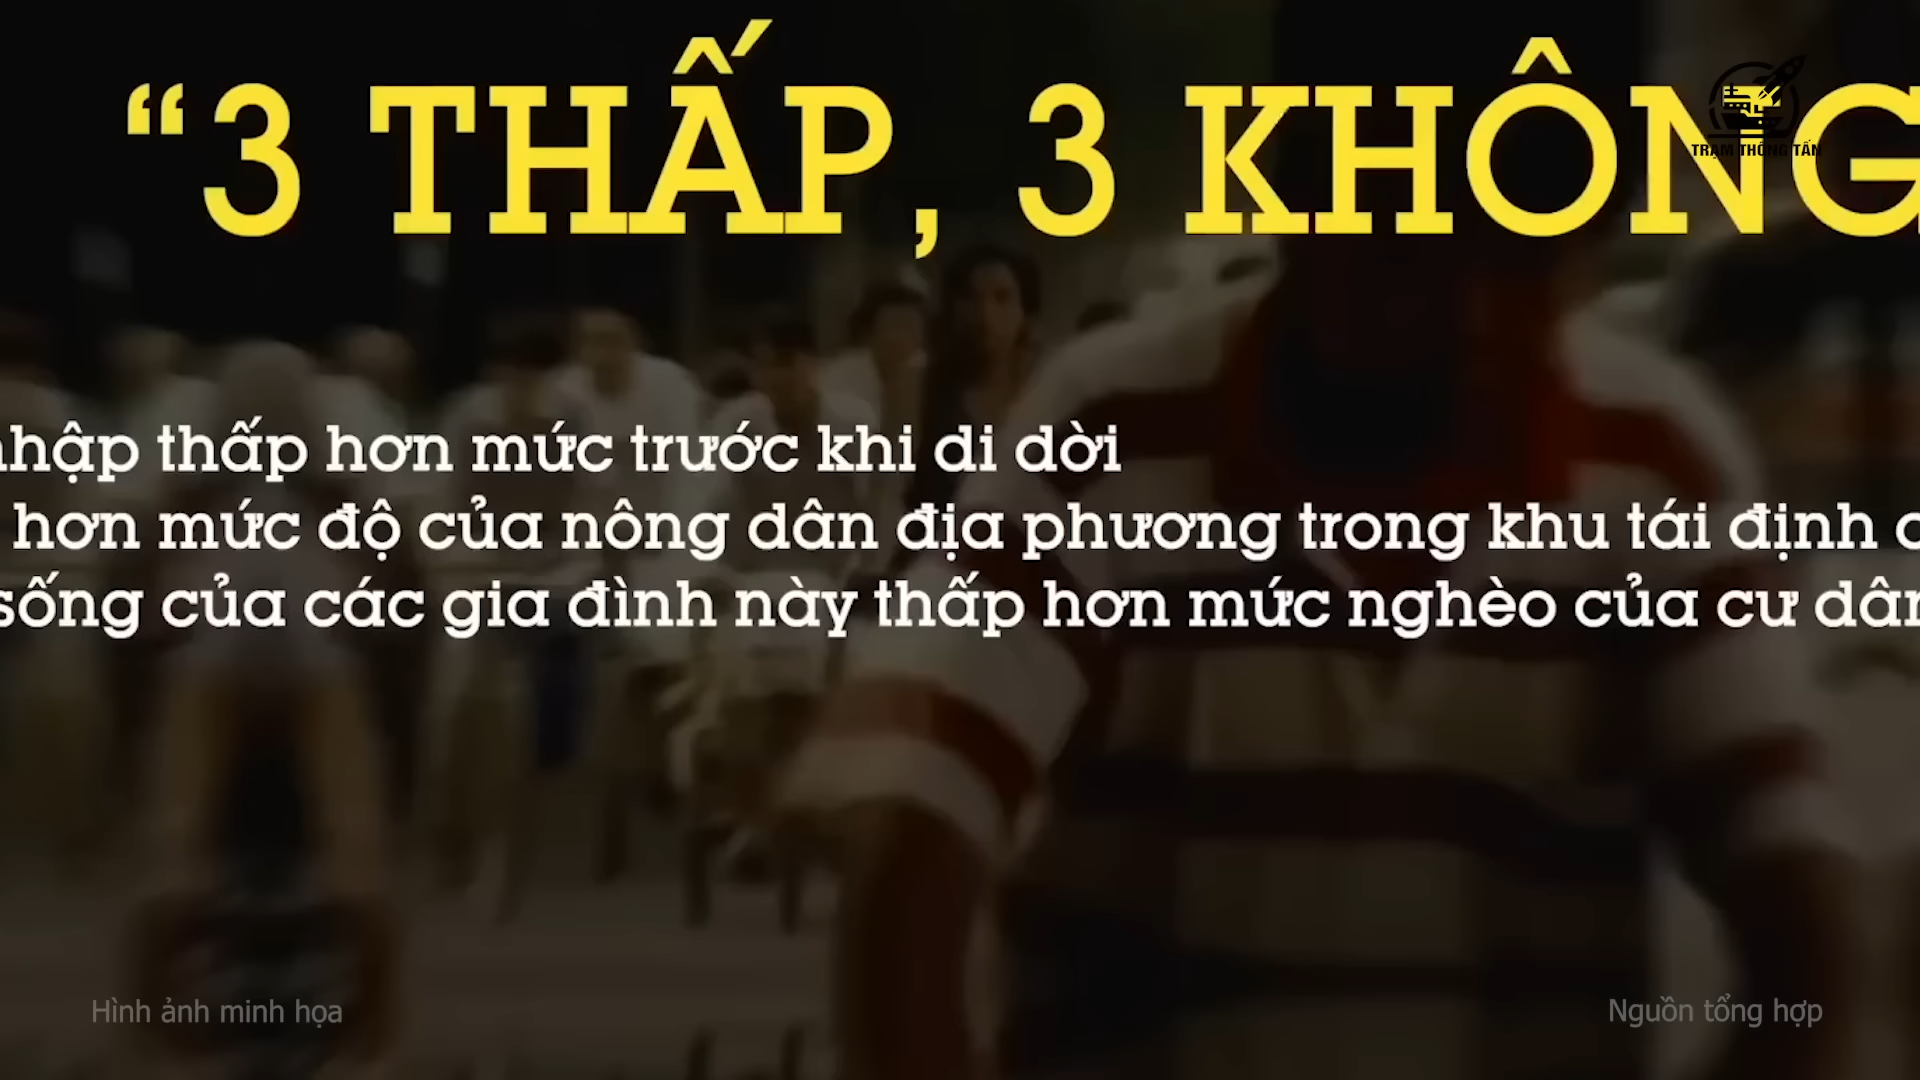 “3 THẤP, 3 KHÔNG
TRẠM THÔNG TẤN
nhập thấp hơn mức trước khi di dời
hơn mức độ của nông dân địa phương trong khu tái định
sống của các gia đình này thấp hơn mức nghèo của cư dân
Hình ảnh minh họa
Nguồn tổng hợp